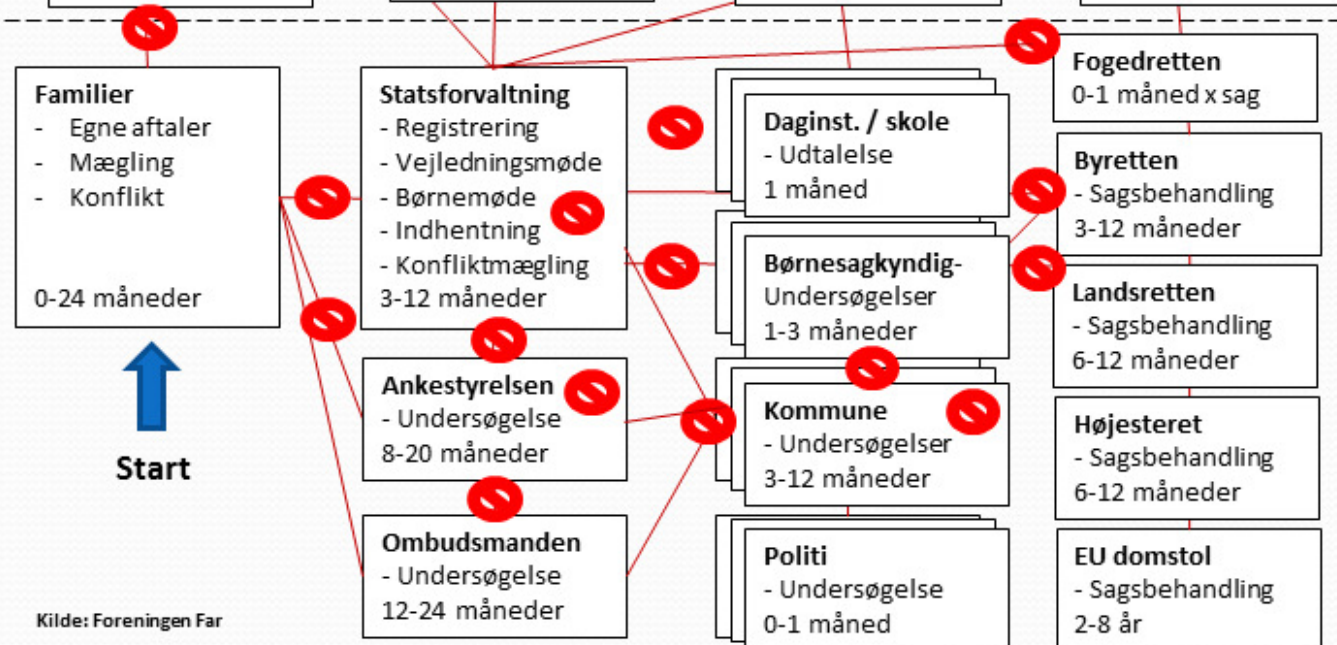 Familier
- Egne aftaler
- Mægling
- Konflikt
0-24 måneder
Start
Kilde: Foreningen Far
Statsforvaltning
- Registrering
- Vejledningsmøde
- Børnemøde
- Indhentning
- Konfliktmægling
3-12 måneder
Ankestyrelsen
- Undersøgelse
8-20 måneder
Ombudsmanden
- Undersøgelse
12-24 måneder
Daginst. / skole
- Udtalelse
1 måned
Børnesagkyndig-
Undersøgelser
1-3 måneder
Kommune
- Undersøgelser
3-12 måneder
Politi
- Undersøgelse
0-1 måned
Fogedretten
0-1 måned x sag
Byretten
- Sagsbehandling
3-12 måneder
Landsretten
- Sagsbehandling
6-12 måneder
Højesteret
- Sagsbehandling
6-12 måneder
EU domstol
- Sagsbehandling
2-8 år